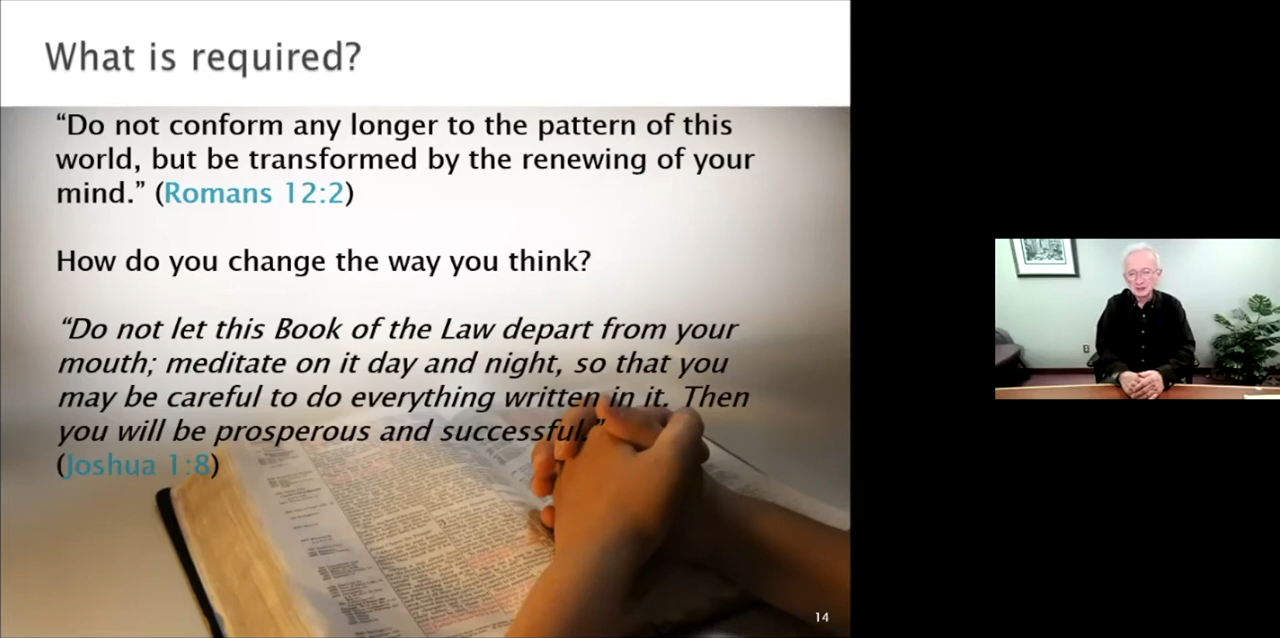 What is required?
“Do not conform any longer to the pattern of this
world, but be transformed by the renewing of your
mind.” (Romans 12:2)
How do you change the way you think?
“Do not let this Book of the Law depart from your
mouth; meditate on it day and night, so that you
may be careful to do everything written in it. Then
you will be prosperous and successful.”
(Joshua 1:8)
14